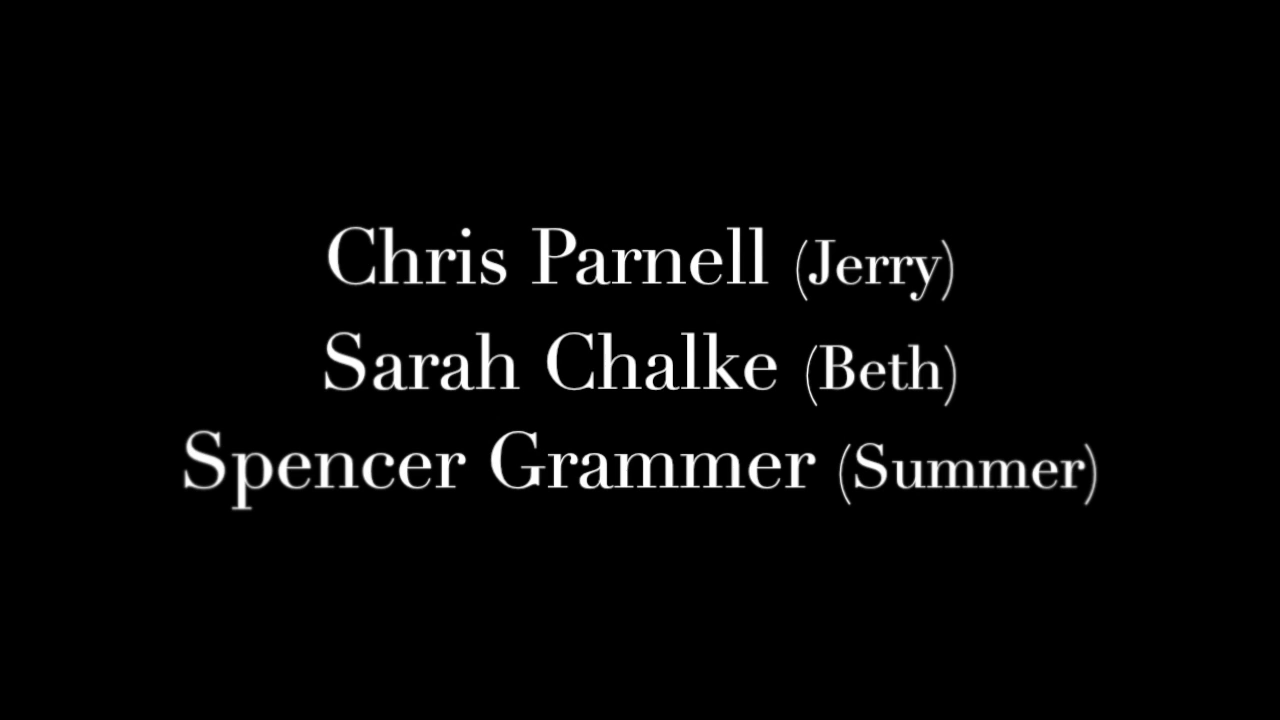 Chris Parnell (Jerry)
Sarah Chalke (Beth)
Spencer Grammer (Summer)